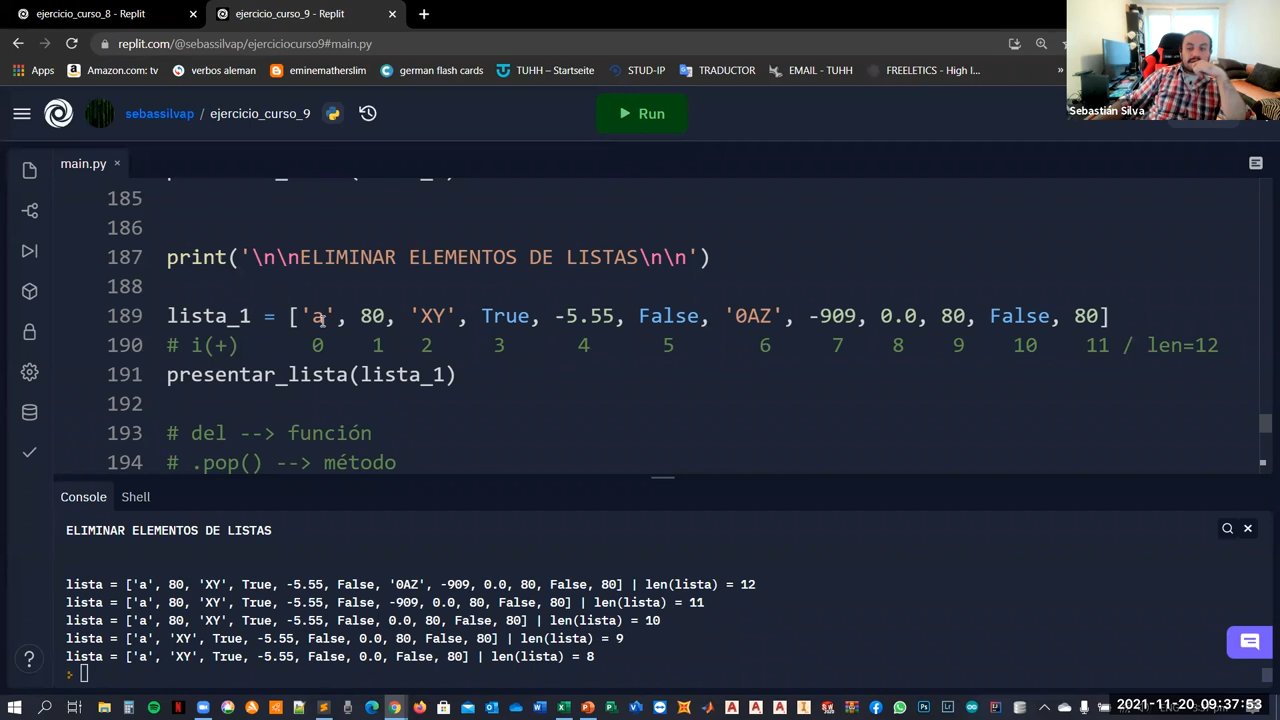 ejercicio_curso_8 - Replit
ejercicio_curso_9 - Replit
replit.com/@sebassilvap/ejerciciocurso9#main.py
Apps Amazon.com: tv verbos aleman eminematherslim germany flashcards TUHH – Startseite STUD-IP TRADUCTOR EMAIL - TUHH FREELETICS - High I... »
Sebastián Silva
sebassilvap / ejercicio_curso_9
Run
main.py
185
186
187 print('\n\nELIMINAR ELEMENTOS DE LISTAS\n\n')
188
189 lista_1 = ['a', 80, 'XY', True, -5.55, False, '0AZ', -909, 0.0, 80, False, 80]
190 # i(+) 0 1 2 3 4 5 6 7 8 9 10 11 / len=12
191 presentar_lista(lista_1)
192
193 # del --> función
194 # .pop() --> método
Console Shell
ELIMINAR ELEMENTOS DE LISTAS
lista = ['a', 80, 'XY', True, -5.55, False, '0AZ', -909, 0.0, 80, False, 80] | len(lista) = 12
lista = ['a', 80, 'XY', True, -5.55, False, -909, 0.0, 80, False, 80] | len(lista) = 11
lista = ['a', 80, 'XY', True, -5.55, False, 0.0, 80, False, 80] | len(lista) = 10
lista = ['a', 'XY', True, -5.55, False, 0.0, 80, False, 80] | len(lista) = 9
lista = ['a', 'XY', True, -5.55, False, 0.0, False, 80] | len(lista) = 8
2021-11-20 09:37:53